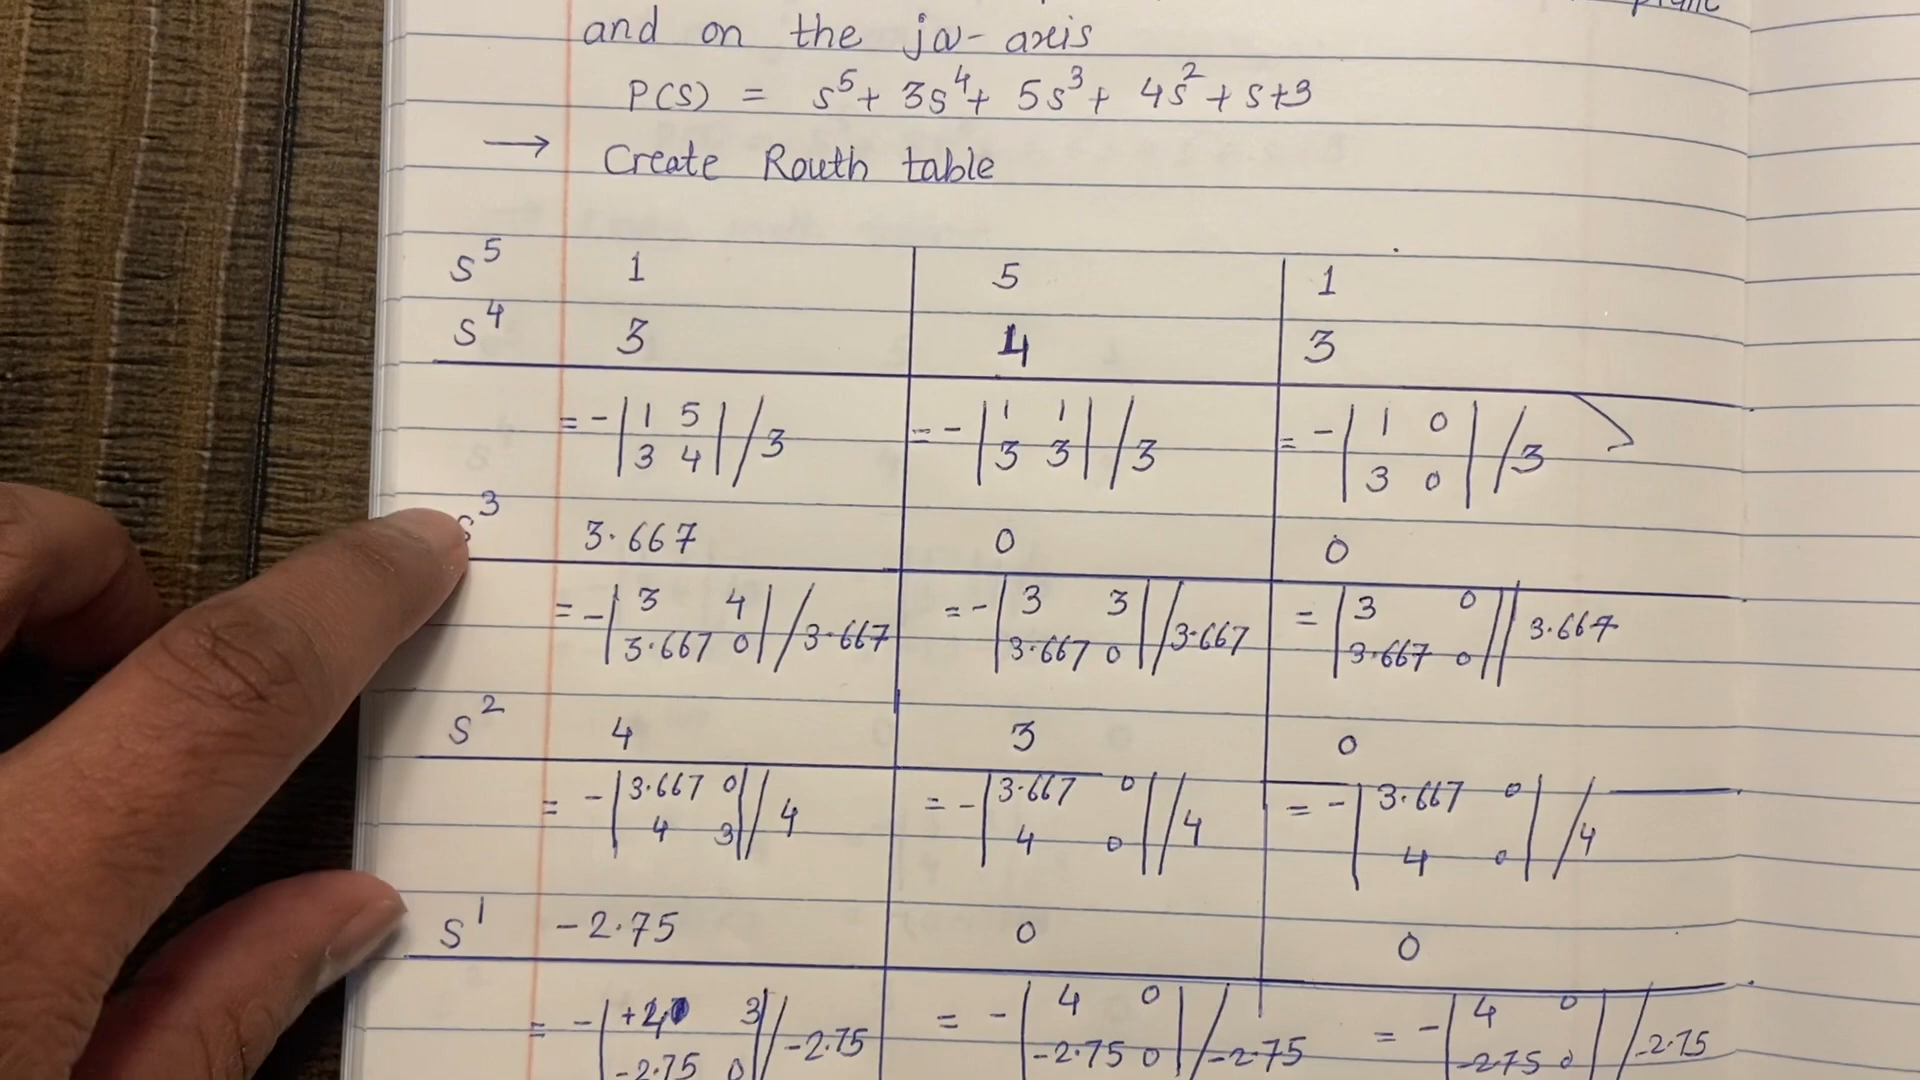 and on the jω-axis
P(S) = s⁵+ 3s⁴+ 5s³+ 4s²+s+3
→ Create Routh table
s⁵ 1 5 1
s⁴ 3 4 3
= -|1 5| /3 = -|1 1| /3 = -|1 0| /3
|3 4| |3 3| |3 0|
s³ 3.667 0 0
= -|3 4| /3.667 = -|3 3| /3.667 = |3 0| | 3.667
|3.667 0| |3.667 0| |3.667 0|
s² 4 3 0
= -|3.667 0| / 4 = -|3.667 0| /4 = -|3.667 0| /4
|4 3| |4 0| |4 0|
s¹ -2.75 0 0
= -|+4 3| /-2.75 = -|4 0| /-2.75 = -|4 0| /-2.75
|-2.75 0| |-2.75 0| |-2.75 0|